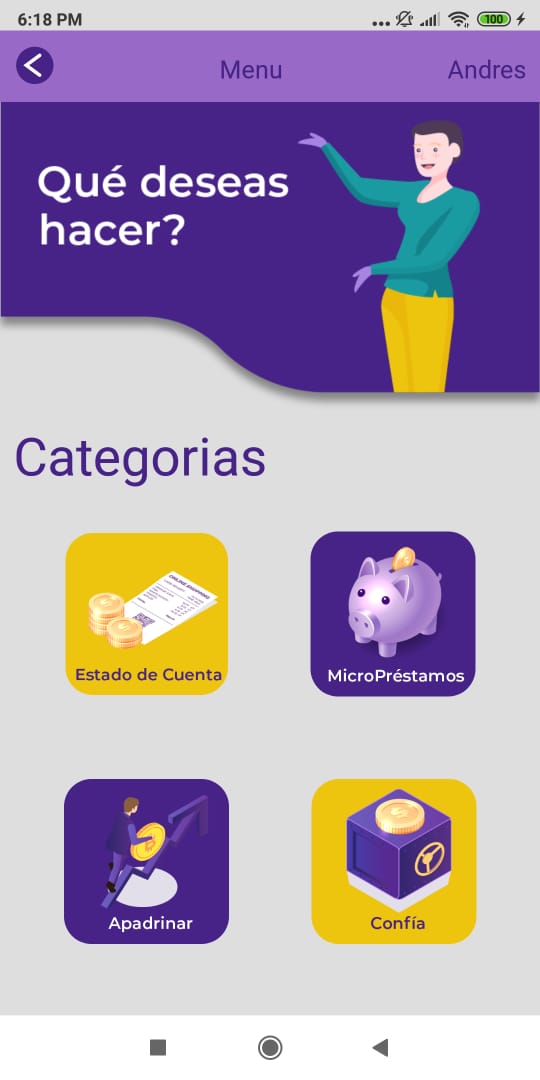 6:18 PM
100
Menu
Andres
Qué deseas
hacer?
Categorias
ONLINE SHOPPING
Estado de Cuenta
MicroPréstamos
Apadrinar
Confía